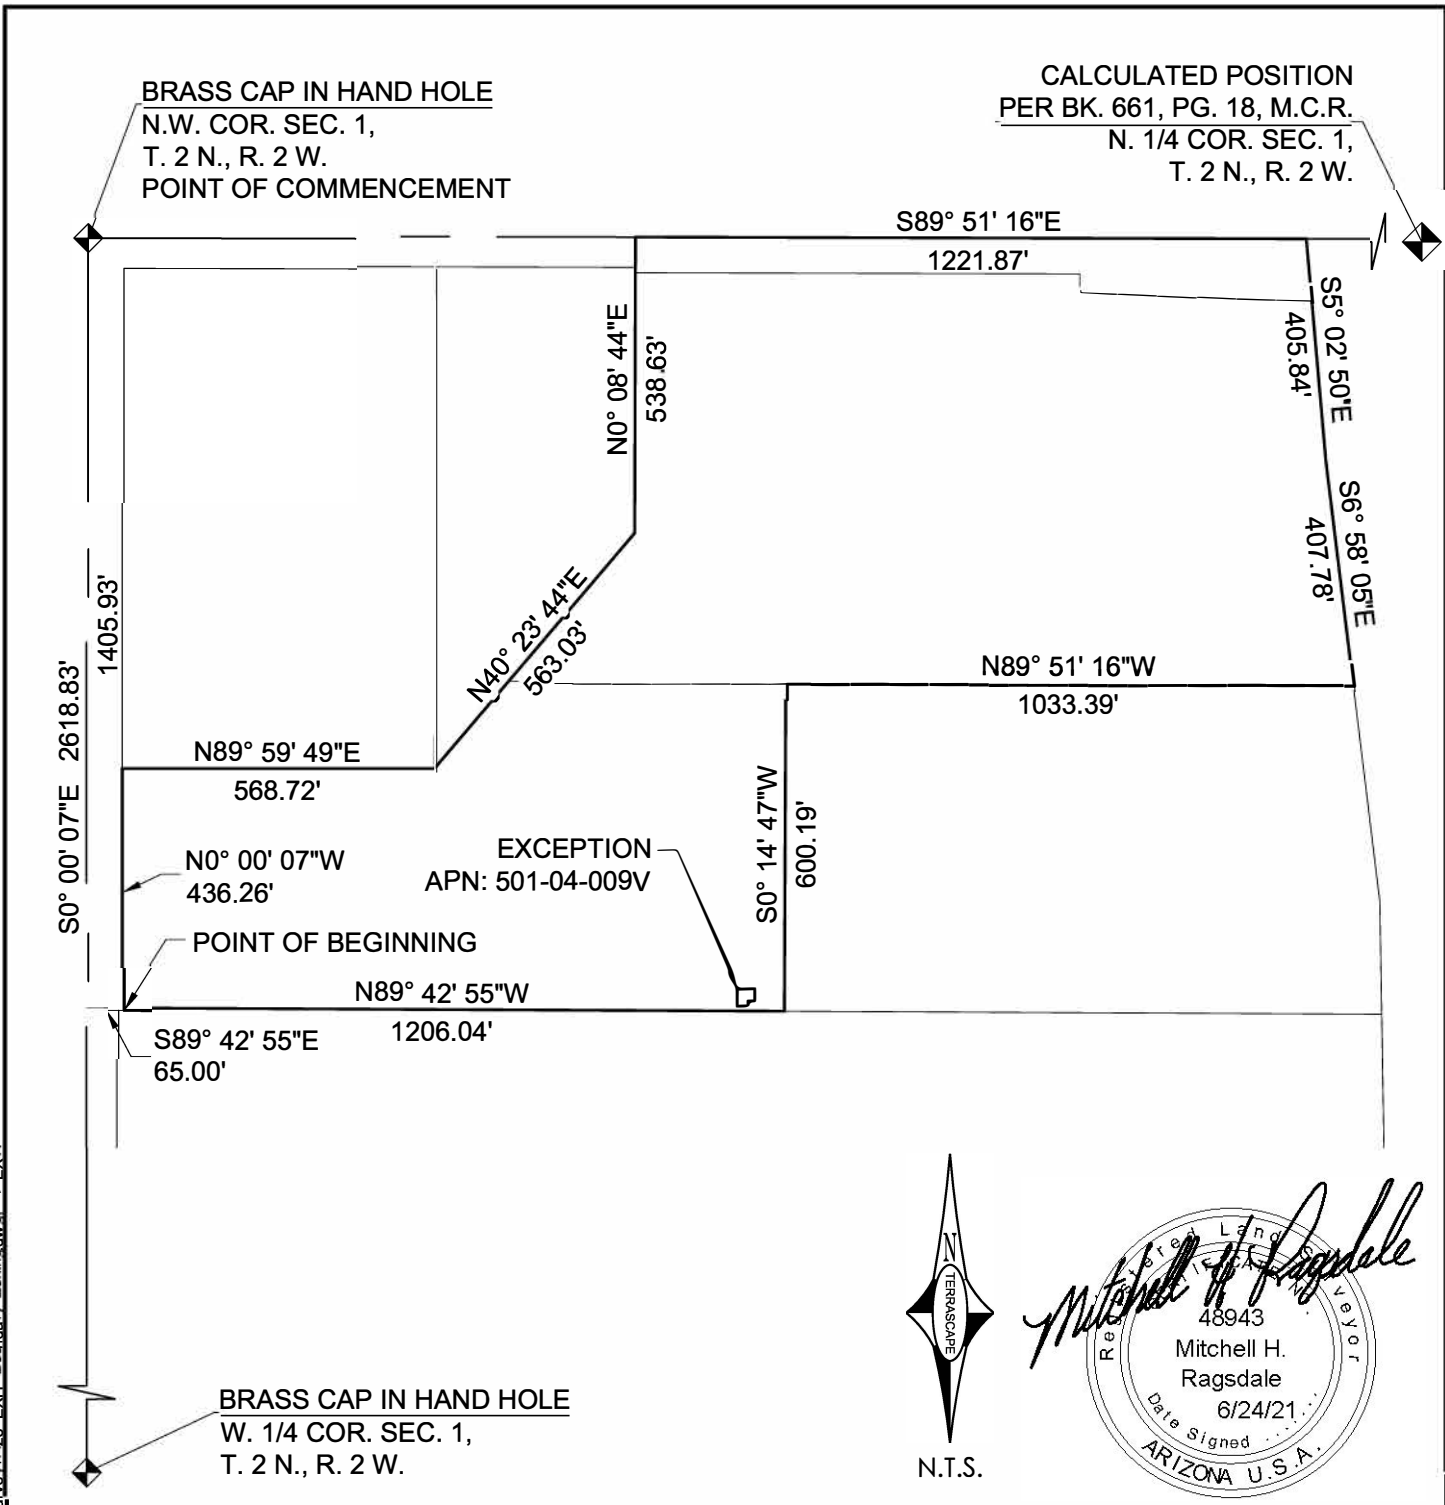 BRASS CAP IN HAND HOLE
N.W. COR. SEC. 1,
T. 2 N., R. 2 W.
POINT OF COMMENCEMENT
CALCULATED POSITION
PER BK. 661, PG. 18, M.C.R.
N. 1/4 COR. SEC. 1,
T. 2 N., R. 2 W.
S89° 51' 16"E
1221.87'
S5° 02' 50"E
405.84'
N0° 08' 44"E
538.63'
S6° 58' 05"E
407.78'
1405.93'
N40° 23' 44"E
563.03'
S0° 00' 07"E 2618.83'
N89° 51' 16"W
1033.39'
N89° 59' 49"E
568.72'
S0° 14' 47"W
600.19'
N0° 00' 07"W
436.26'
EXCEPTION
APN: 501-04-009V
POINT OF BEGINNING
N89° 42' 55"W
1206.04'
S89° 42' 55"E
65.00'
N
TERRASCAPE
N.T.S.
Mitchell H Ragsdale
Registered Land Surveyor
CERTIFICATE NO.
48943
Mitchell H.
Ragsdale
6/24/21
Date Signed
ARIZONA U.S.A.
BRASS CAP IN HAND HOLE
W. 1/4 COR. SEC. 1,
T. 2 N., R. 2 W.